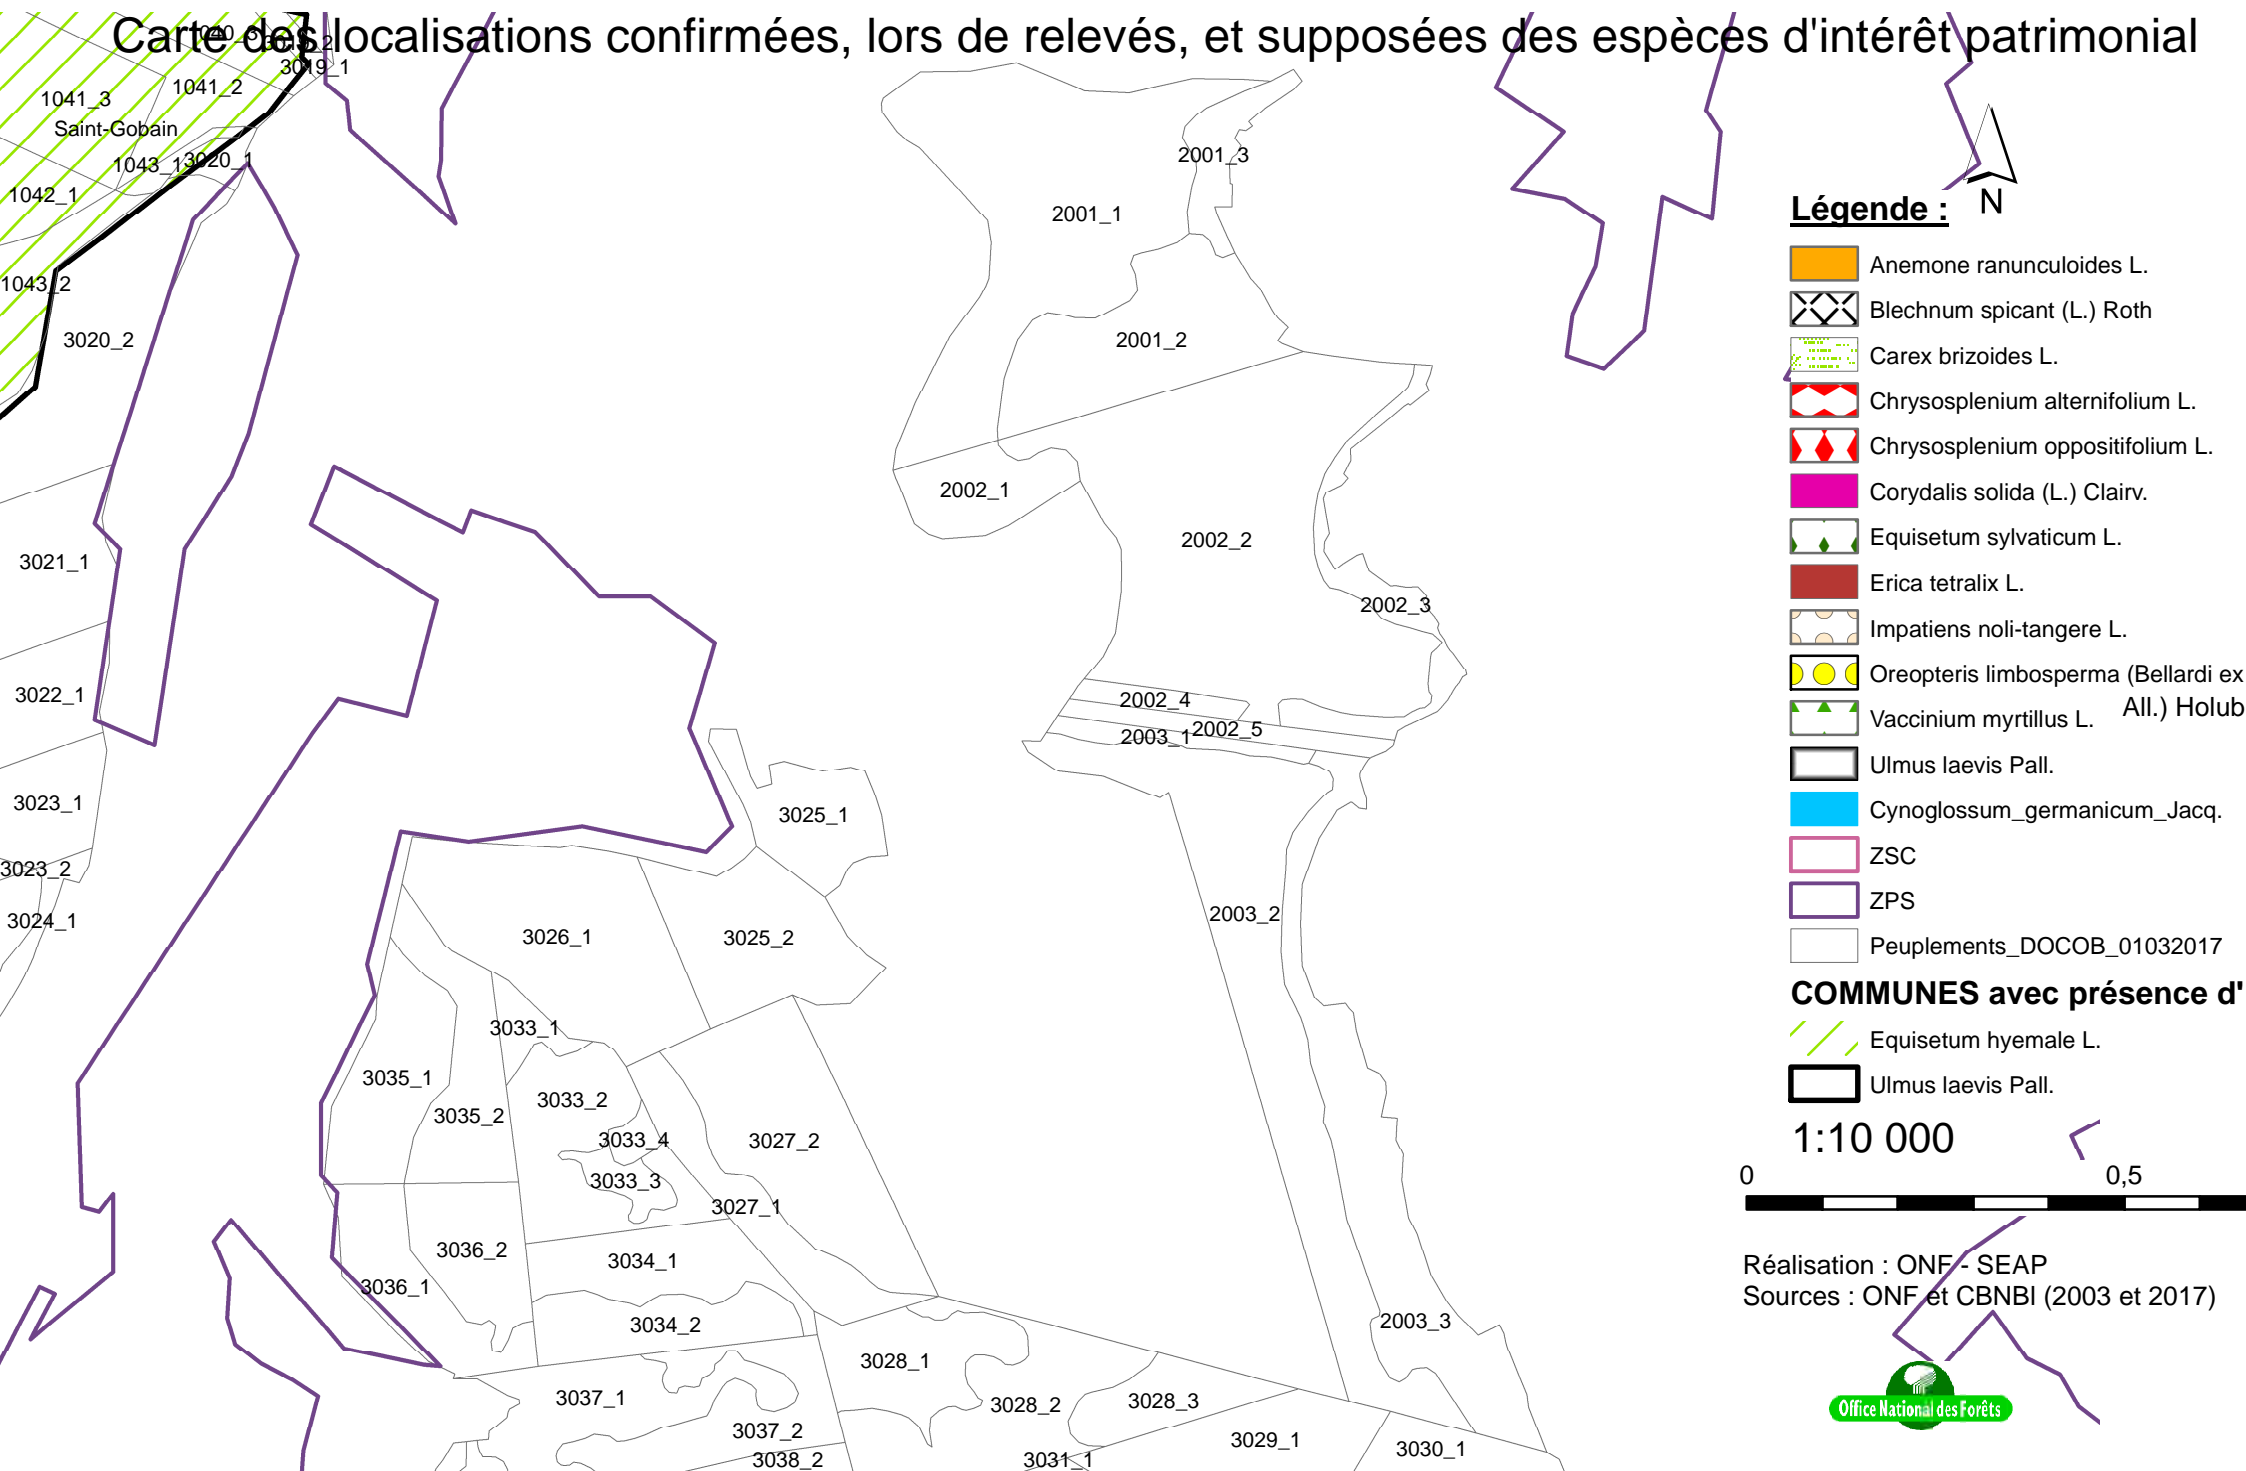 Carte des localisations confirmées, lors de relevés, et supposées des espèces d'intérêt patrimonial
3019_1
1041_3
1041_2
Saint-Gobain
1043_1
3020_1
1042_1
1043_2
3020_2
3021_1
3022_1
3023_1
3023_2
3024_1
2001_3
2001_1
2001_2
2002_1
2002_2
2002_3
2002_4
2002_5
2003_1
3025_1
2003_2
3026_1
3025_2
3033_1
3035_1
3035_2
3033_2
3033_4
3033_3
3027_2
3027_1
3036_2
3034_1
3036_1
3034_2
2003_3
3028_1
3037_1
3028_2
3028_3
3037_2
3029_1
3030_1
3038_2
3031_1
N
Légende :
Anemone ranunculoides L.
Blechnum spicant (L.) Roth
Carex brizoides L.
Chrysosplenium alternifolium L.
Chrysosplenium oppositifolium L.
Corydalis solida (L.) Clairv.
Equisetum sylvaticum L.
Erica tetralix L.
Impatiens noli-tangere L.
Oreopteris limbosperma (Bellardi ex
All.) Holub
Vaccinium myrtillus L.
Ulmus laevis Pall.
Cynoglossum_germanicum_Jacq.
ZSC
ZPS
Peuplements_DOCOB_01032017
COMMUNES avec présence d'
Equisetum hyemale L.
Ulmus laevis Pall.
1:10 000
0 0,5
Réalisation : ONF - SEAP
Sources : ONF et CBNBl (2003 et 2017)
Office National des Forêts